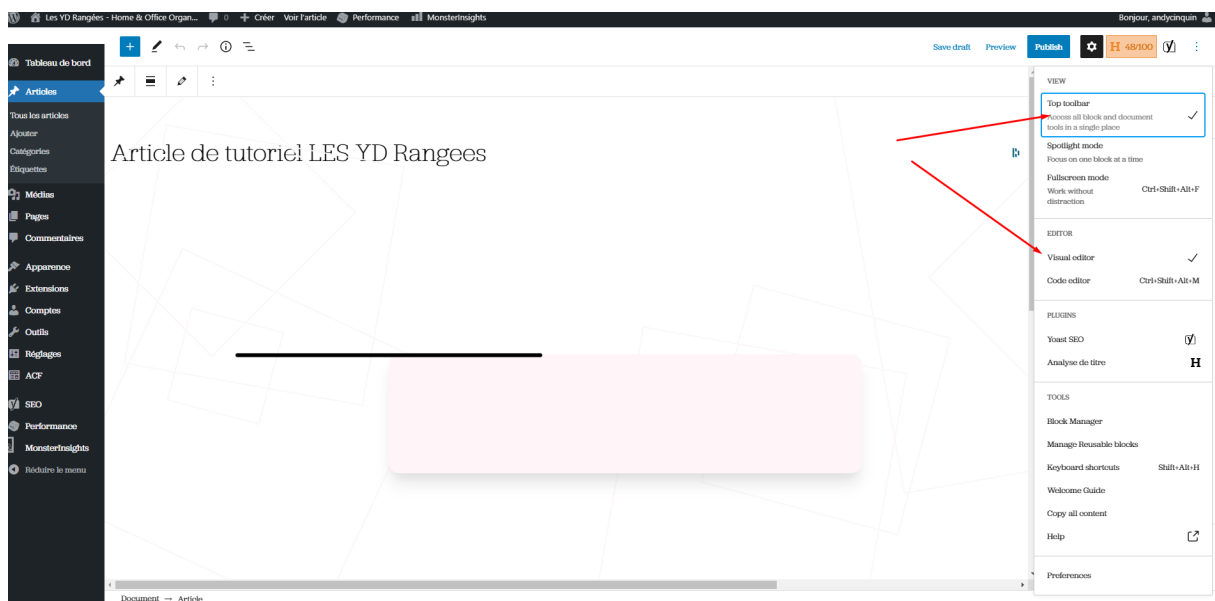 Les YD Rangées - Home & Office Organ... 0 + Créer Voir l'article Performance MonsterInsights Bonjour, andycinquin
Save draft Preview Publish H 48/100
Tableau de bord
Articles
Tous les articles
Ajouter
Catégories
Étiquettes
Médias
Pages
Commentaires
Apparence
Extensions
Comptes
Outils
Réglages
ACF
SEO
Performance
MonsterInsights
Réduire le menu
Article de tutoriel LES YD Rangees
VIEW
Top toolbar
Access all block and document
tools in a single place
Spotlight mode
Focus on one block at a time
Fullscreen mode
Work without Ctrl+Shift+Alt+F
distraction
EDITOR
Visual editor
Code editor Ctrl+Shift+Alt+M
PLUGINS
Yoast SEO
Analyse de titre H
TOOLS
Block Manager
Manage Reusable blocks
Keyboard shortcuts Shift+Alt+H
Welcome Guide
Copy all content
Help
Preferences
Document → Article